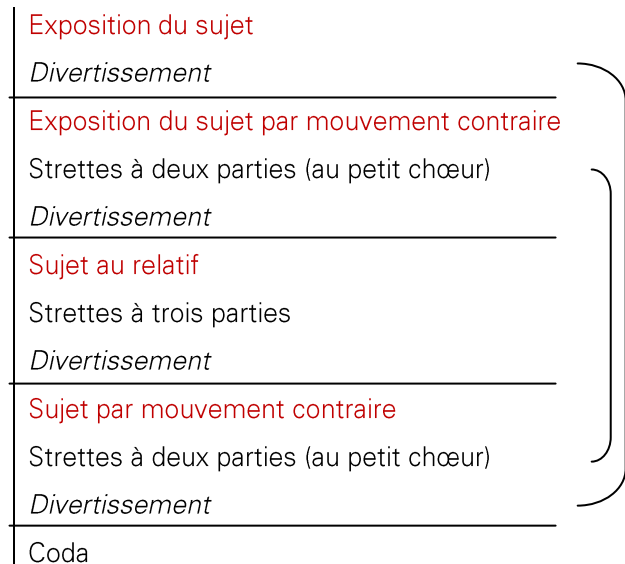 Exposition du sujet
Divertissement
Exposition du sujet par mouvement contraire
Strettes à deux parties (au petit chœur)
Divertissement
Sujet au relatif
Strettes à trois parties
Divertissement
Sujet par mouvement contraire
Strettes à deux parties (au petit chœur)
Divertissement
Coda